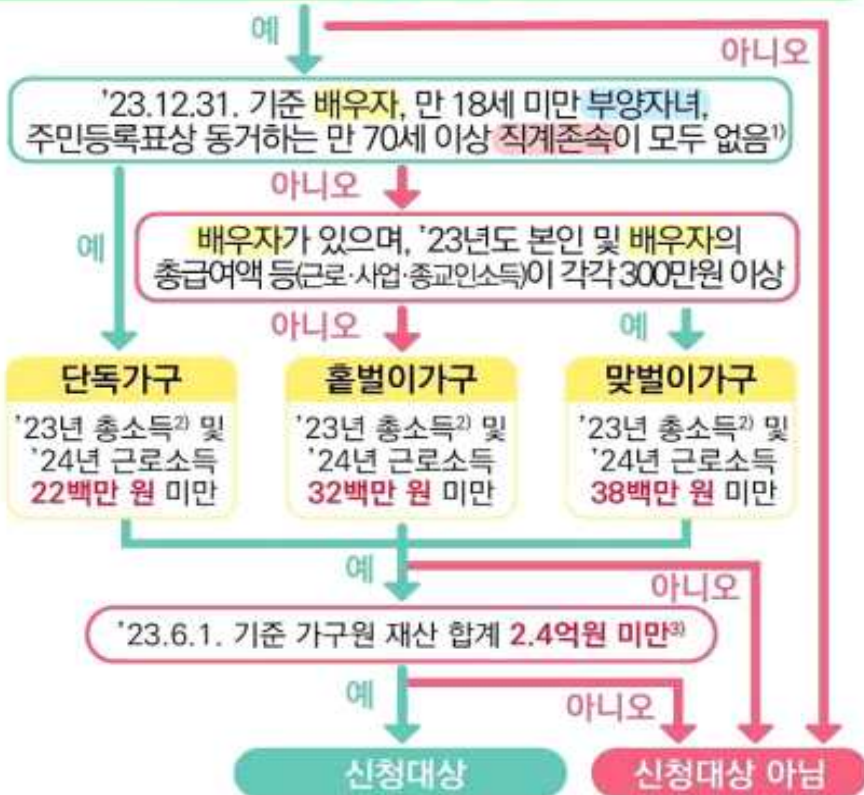 예
아니오
'23.12.31. 기준 배우자, 만 18세 미만 부양자녀,
주민등록표상 동거하는 만 70세 이상 직계존속이 모두 없음1)
예
아니오
배우자가 있으며, '23년도 본인 및 배우자의
총급여액 등(근로·사업·종교인소득)이 각각 300만원 이상
아니오
예
단독가구
'23년 총소득2) 및
'24년 근로소득
22백만 원 미만
홑벌이가구
'23년 총소득2) 및
'24년 근로소득
32백만 원 미만
맞벌이가구
'23년 총소득2) 및
'24년 근로소득
38백만 원 미만
예
아니오
'23.6.1. 기준 가구원 재산 합계 2.4억원 미만3)
예
아니오
신청대상
신청대상 아님